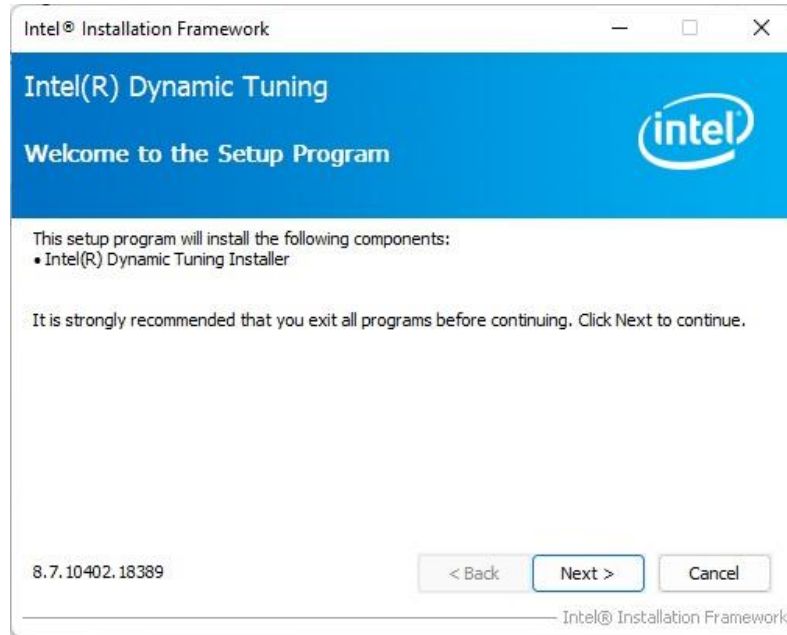 Intel® Installation Framework
Intel(R) Dynamic Tuning
intel
Welcome to the Setup Program
This setup program will install the following components:
• Intel(R) Dynamic Tuning Installer
It is strongly recommended that you exit all programs before continuing. Click Next to continue.
8.7.10402.18389
< Back
Next >
Cancel
Intel® Installation Framework